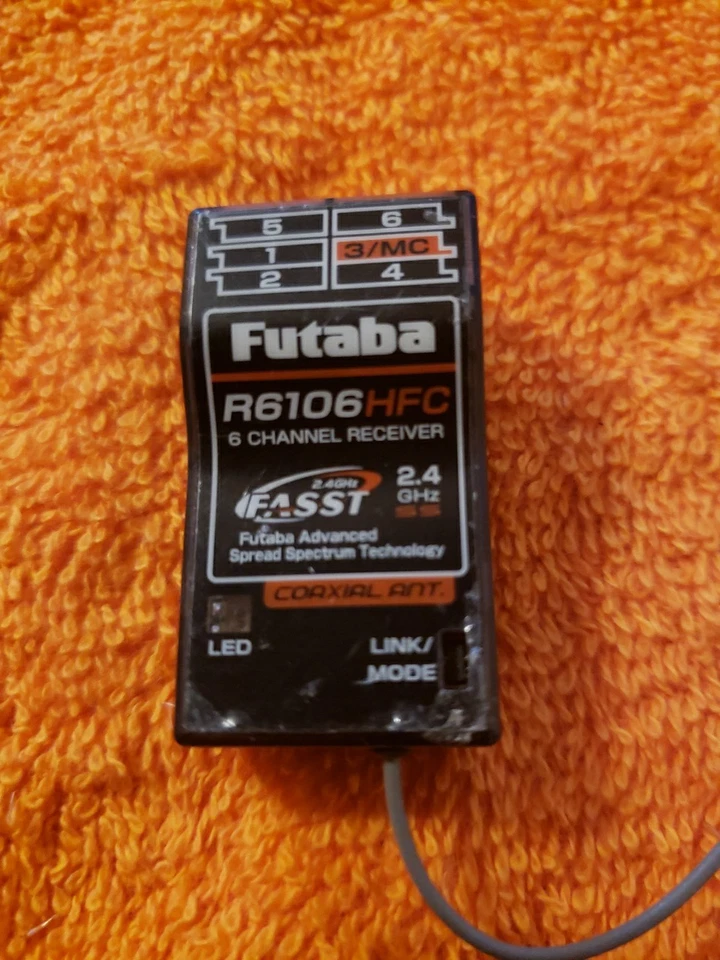 5 6
1 3/MC
2 4
Futaba
R6106HFC
6 CHANNEL RECEIVER
2.4GHz
FASST
2.4
GHz
SS
Futaba Advanced
Spread Spectrum Technology
COAXIAL ANT.
LED
LINK/
MODE